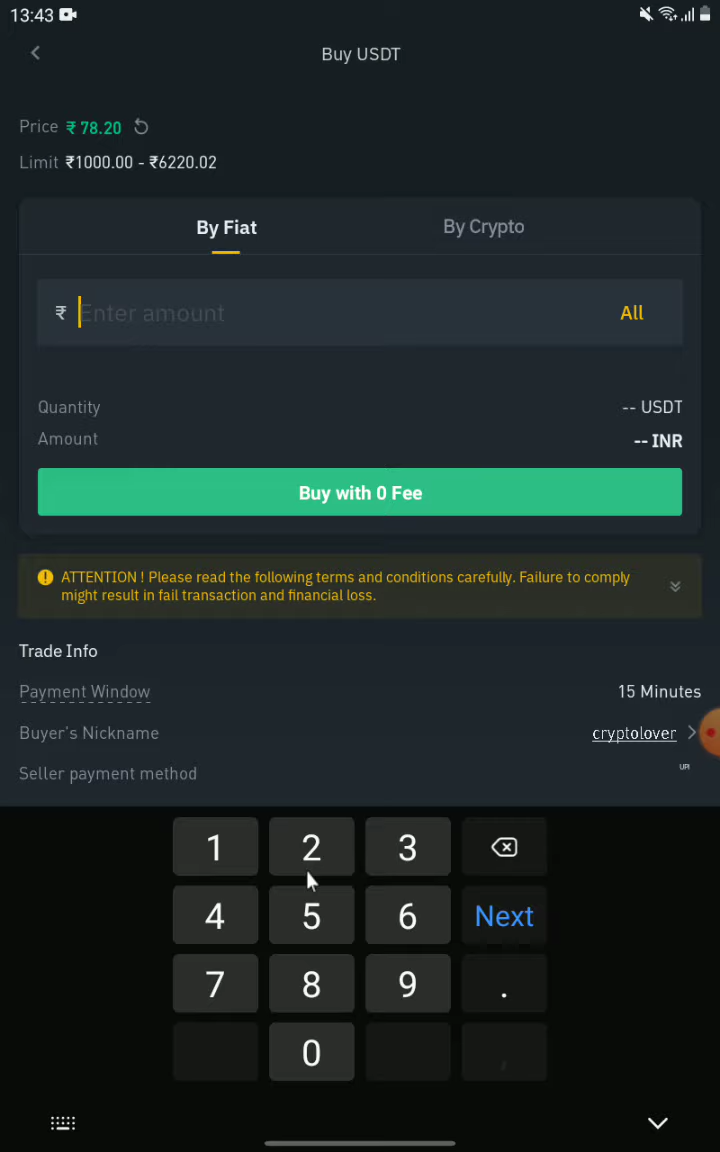 13:43
Buy USDT
Price ₹ 78.20
Limit ₹1000.00 - ₹6220.02
By Fiat By Crypto
₹ Enter amount All
Quantity -- USDT
Amount -- INR
Buy with 0 Fee
ATTENTION ! Please read the following terms and conditions carefully. Failure to comply
might result in fail transaction and financial loss.
Trade Info
Payment Window 15 Minutes
Buyer's Nickname cryptolover
Seller payment method UPI
1 2 3
4 5 6 Next
7 8 9 .
0 ,